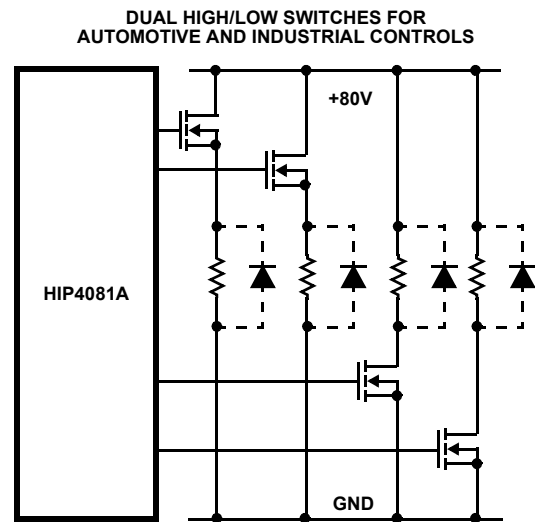 DUAL HIGH/LOW SWITCHES FOR
AUTOMOTIVE AND INDUSTRIAL CONTROLS
+80V
HIP4081A
GND